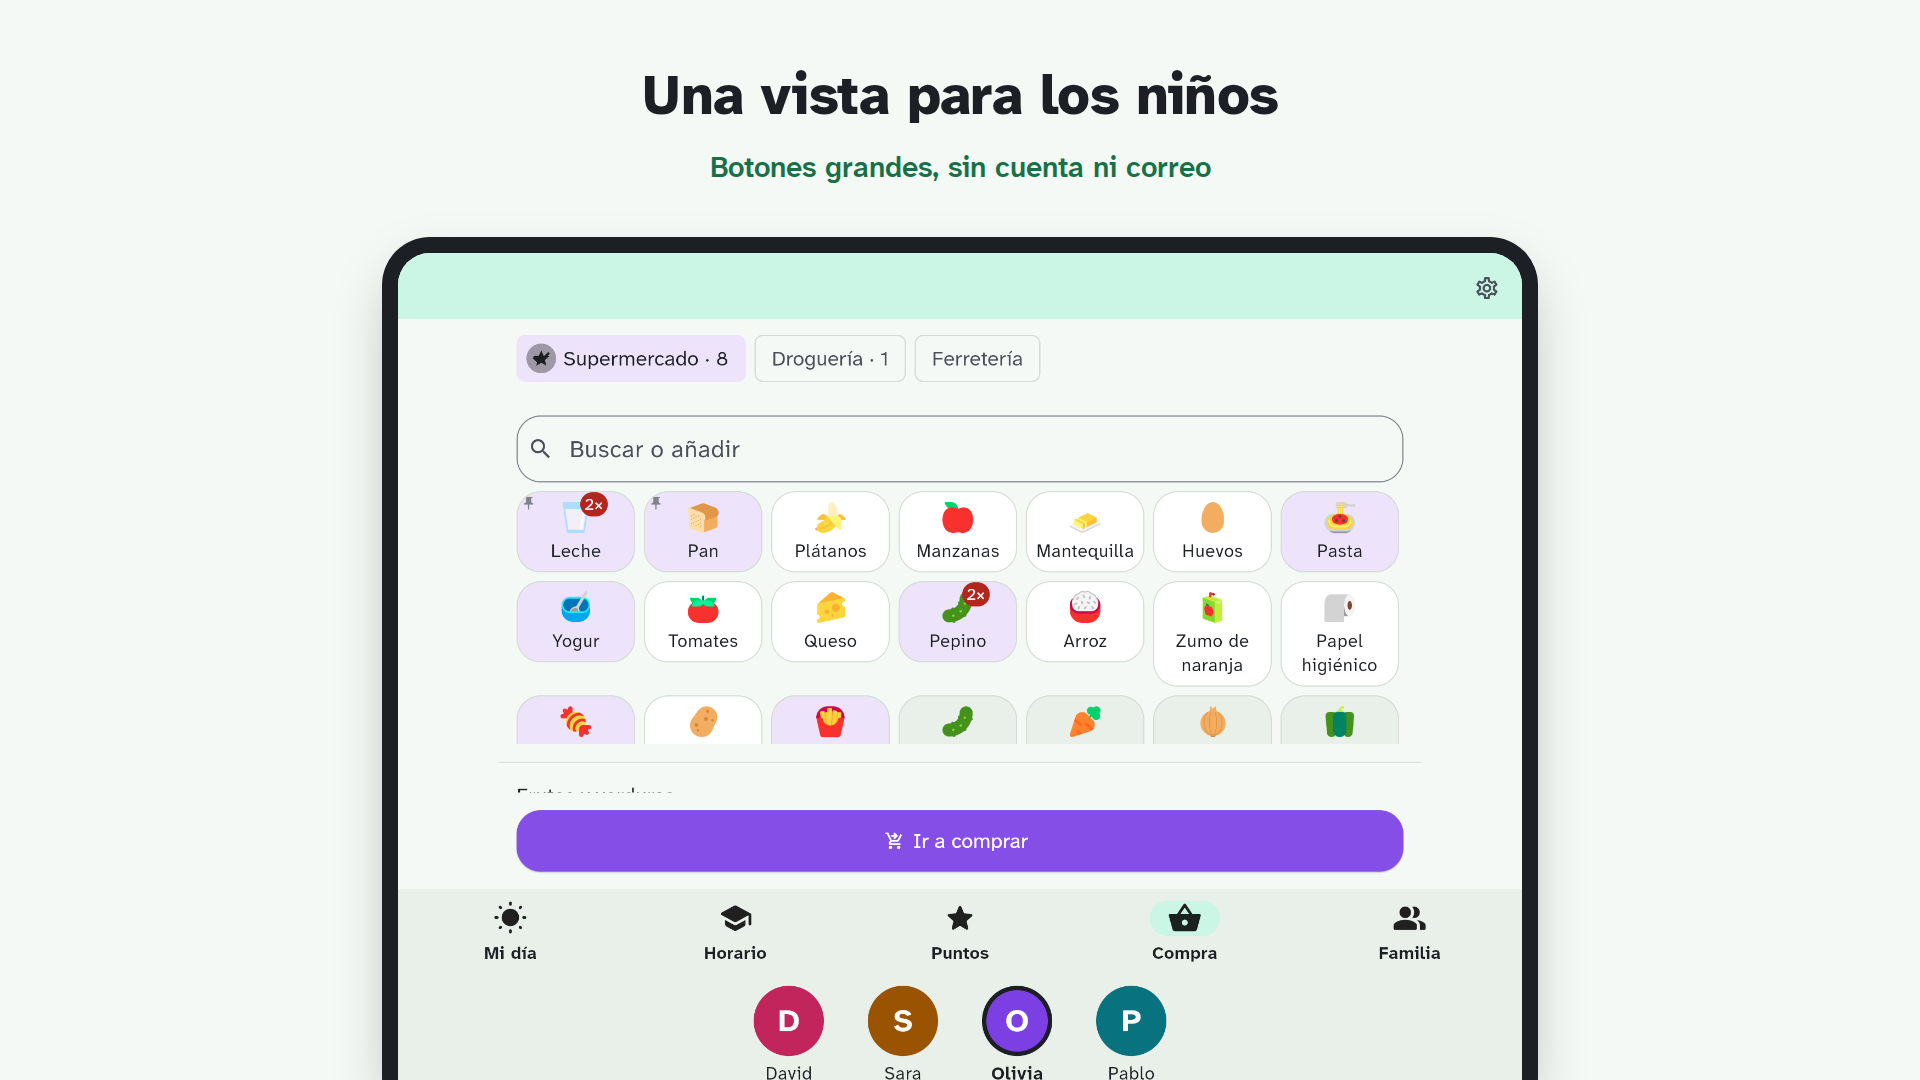 Una vista para los niños
Botones grandes, sin cuenta ni correo
Supermercado · 8
Droguería · 1
Ferretería
Buscar o añadir
2×
Leche
Pan
Plátanos
Manzanas
Mantequilla
Huevos
Pasta
Yogur
Tomates
Queso
2×
Pepino
Arroz
Zumo de
naranja
Papel
higiénico
Ir a comprar
Mi día
Horario
Puntos
Compra
Familia
D
S
O
P
David
Sara
Olivia
Pablo